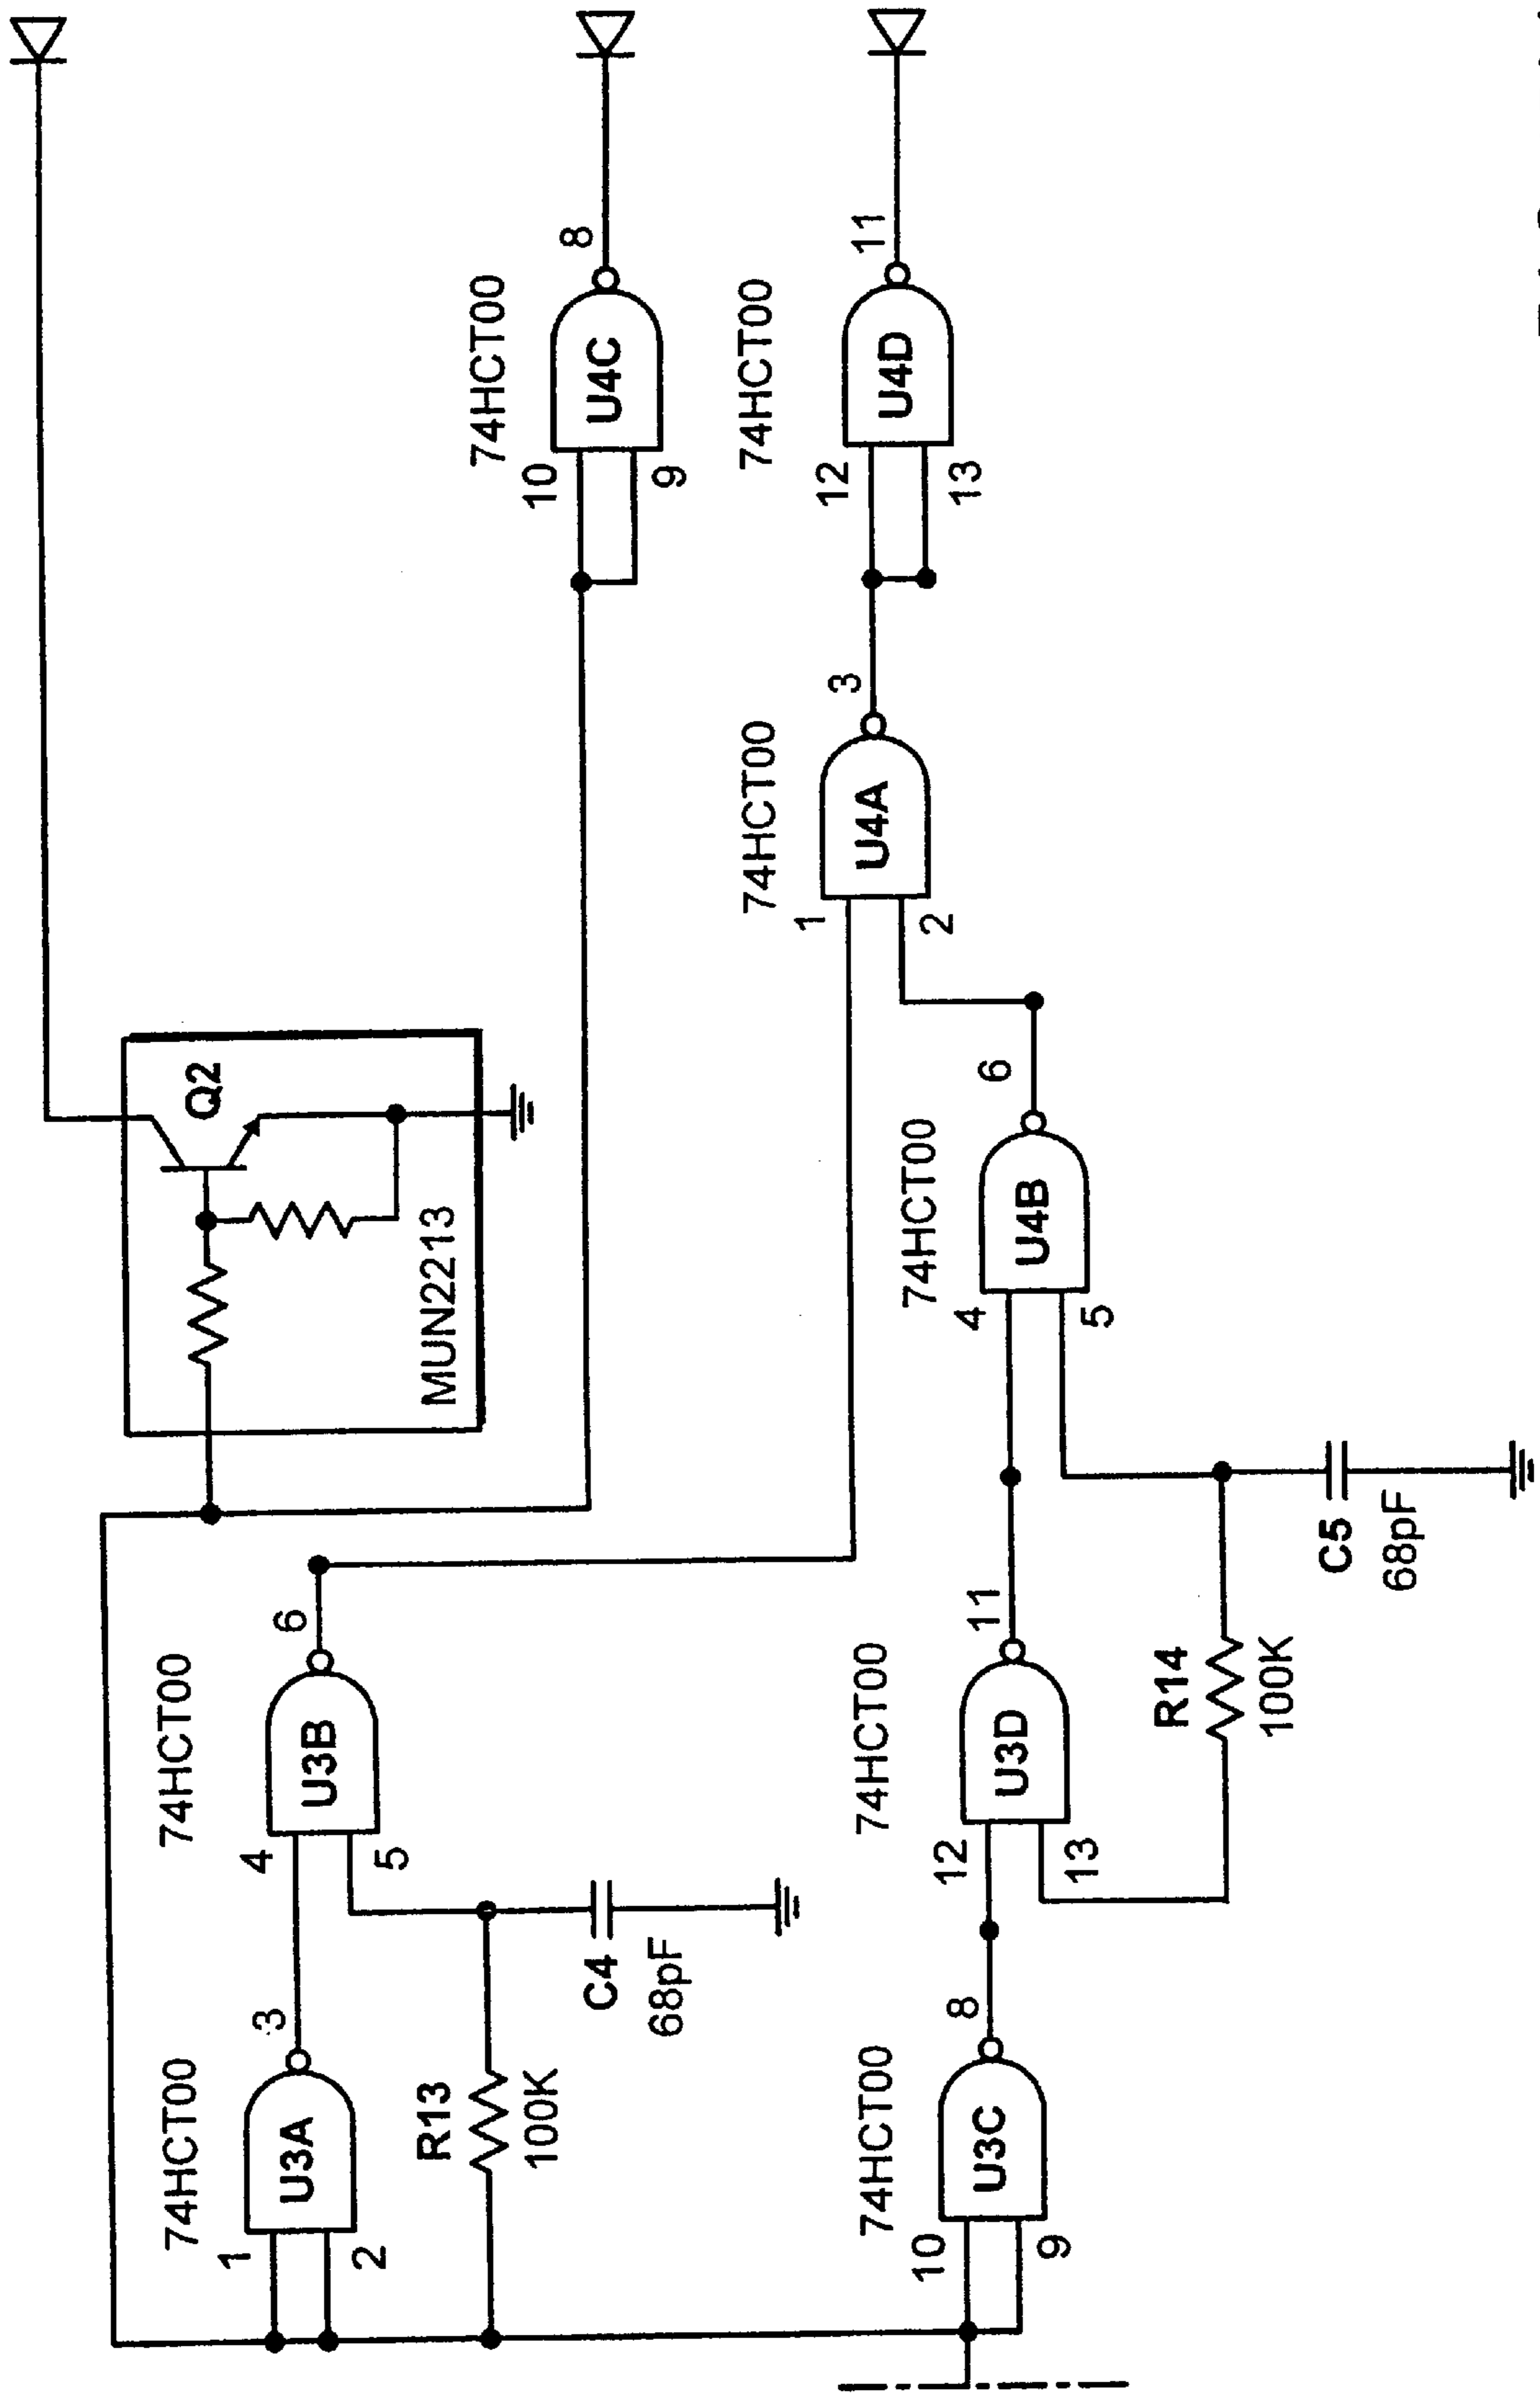 74HCT00
U3A
1
2
3
R13
100K
C4
68pF
74HCT00
U3B
4
5
6
Q2
MUN2213
74HCT00
U4C
10
9
8
74HCT00
U3C
10
9
8
74HCT00
U3D
12
13
11
R14
100K
C5
68pF
74HCT00
U4B
4
5
6
74HCT00
U4A
1
2
3
74HCT00
U4D
12
13
11